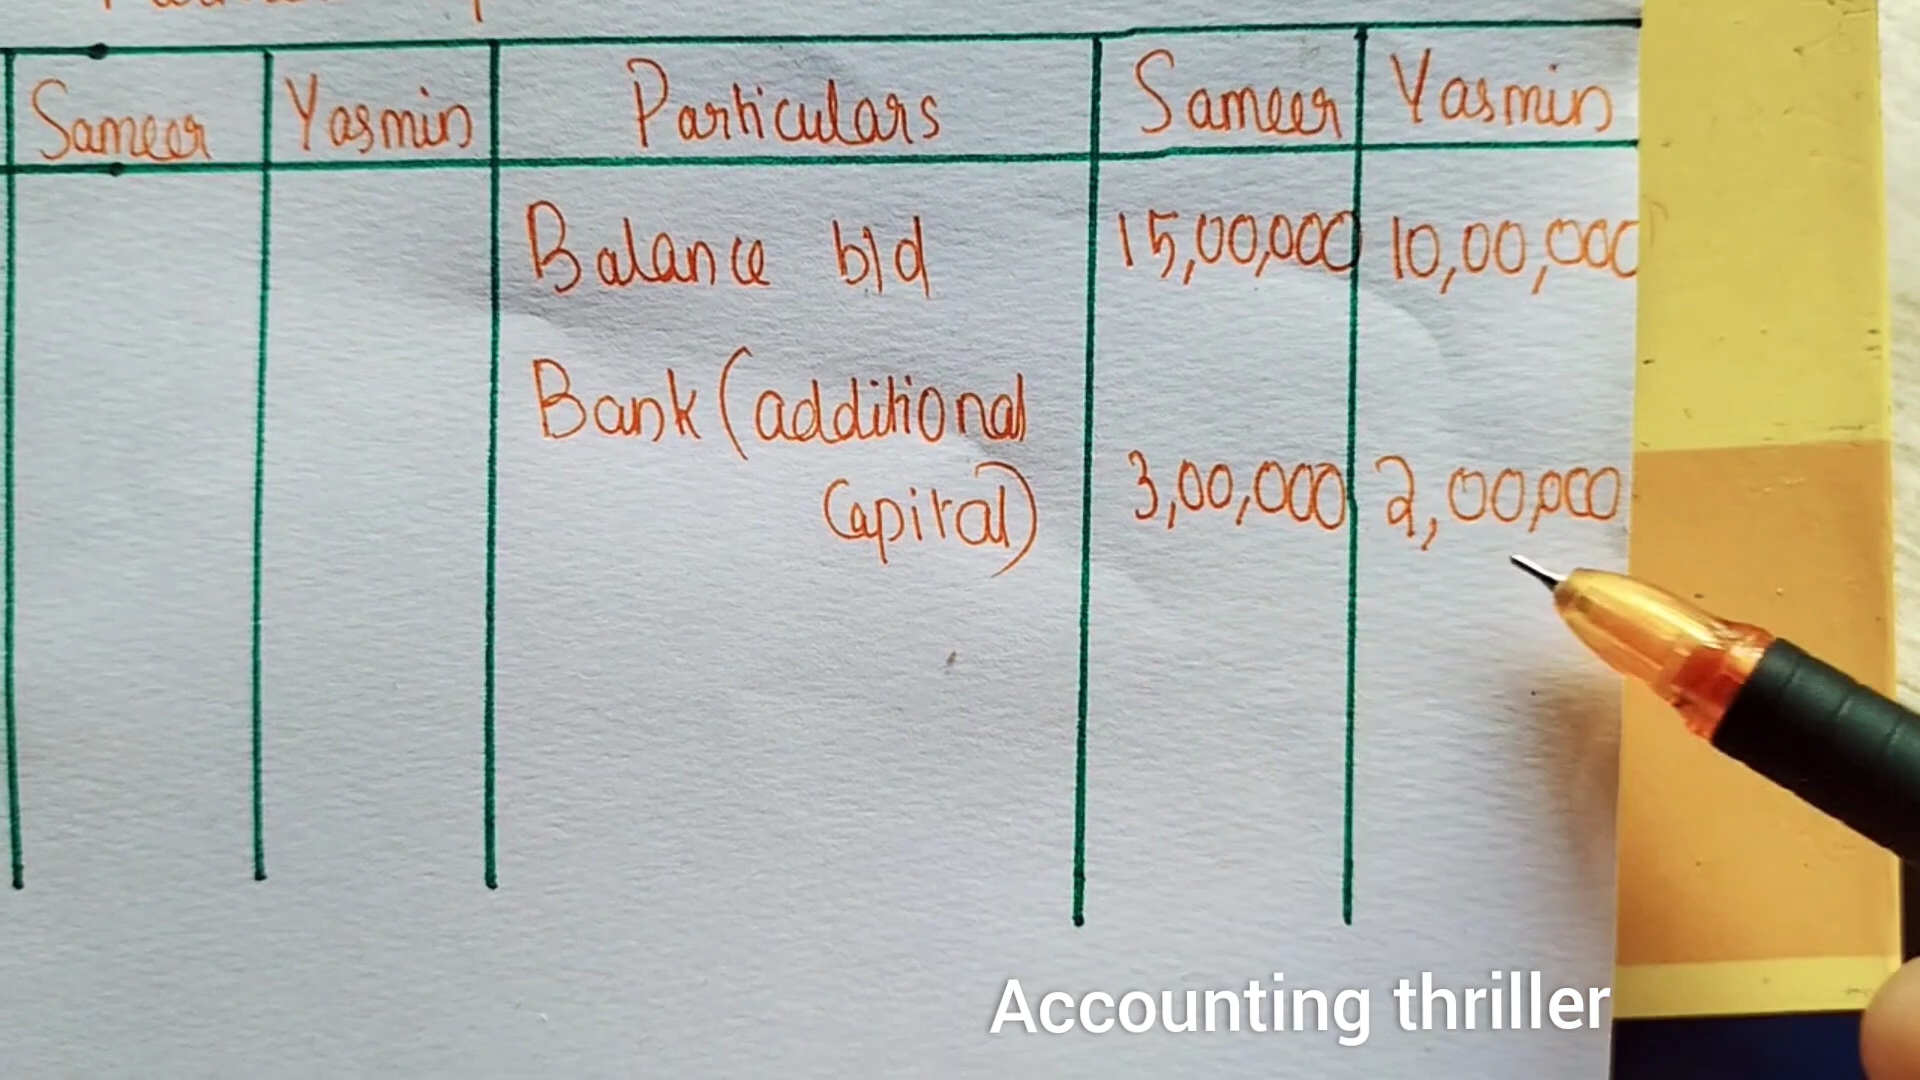 Sameer Yasmin Particulars Sameer Yasmin
Balance b/d 15,00,000 10,00,000
Bank (additional
Capital) 3,00,000 2,00,000
Accounting thriller